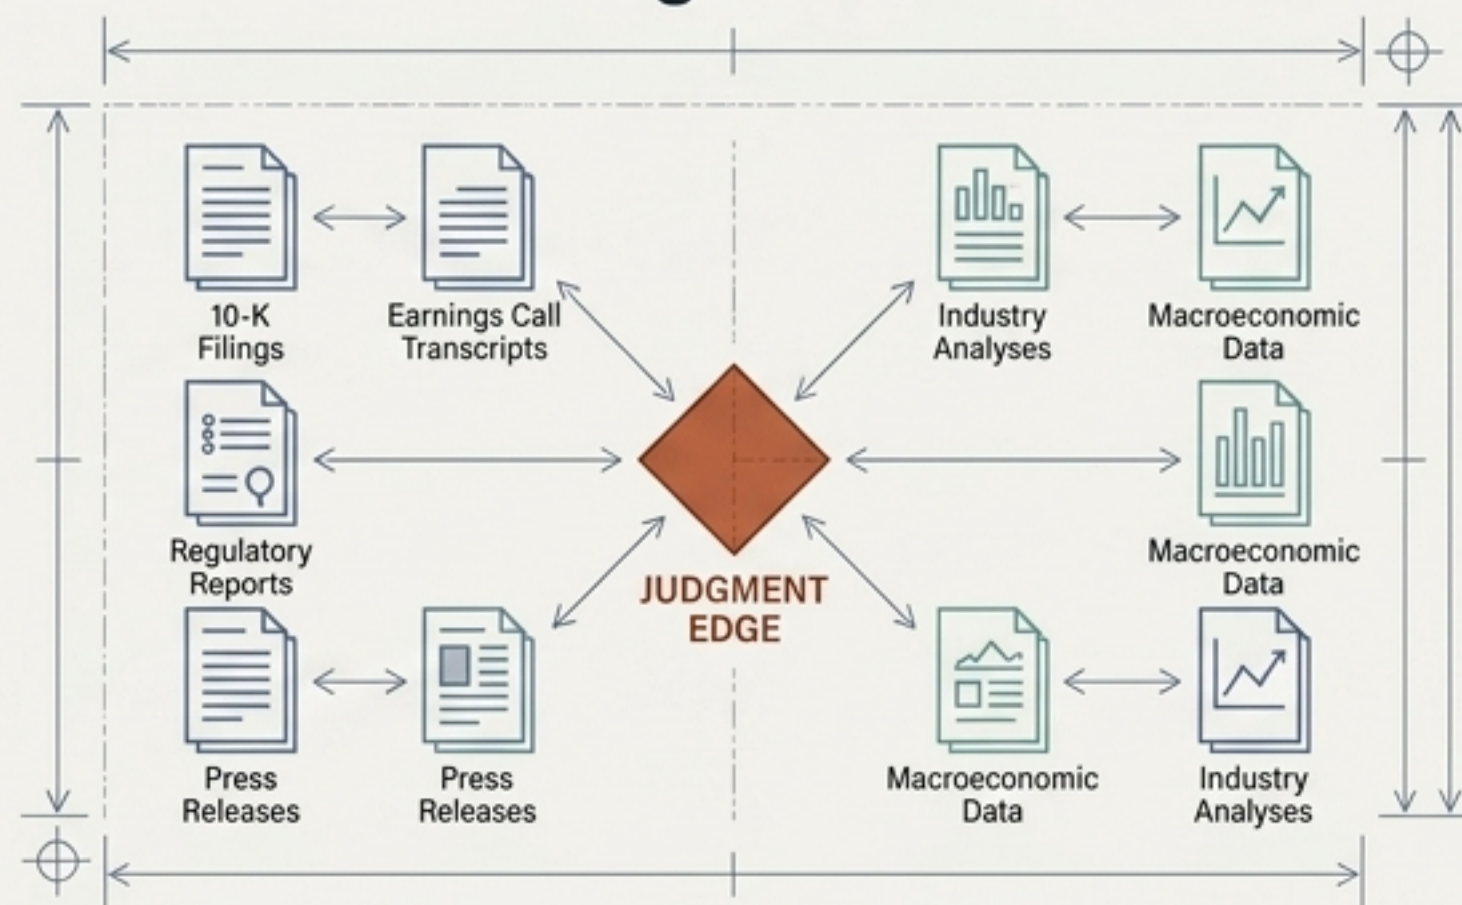 10-K
Filings
Earnings Call
Transcripts
Industry
Analyses
Macroeconomic
Data
Regulatory
Reports
JUDGMENT
EDGE
Macroeconomic
Data
Press
Releases
Press
Releases
Macroeconomic
Data
Industry
Analyses